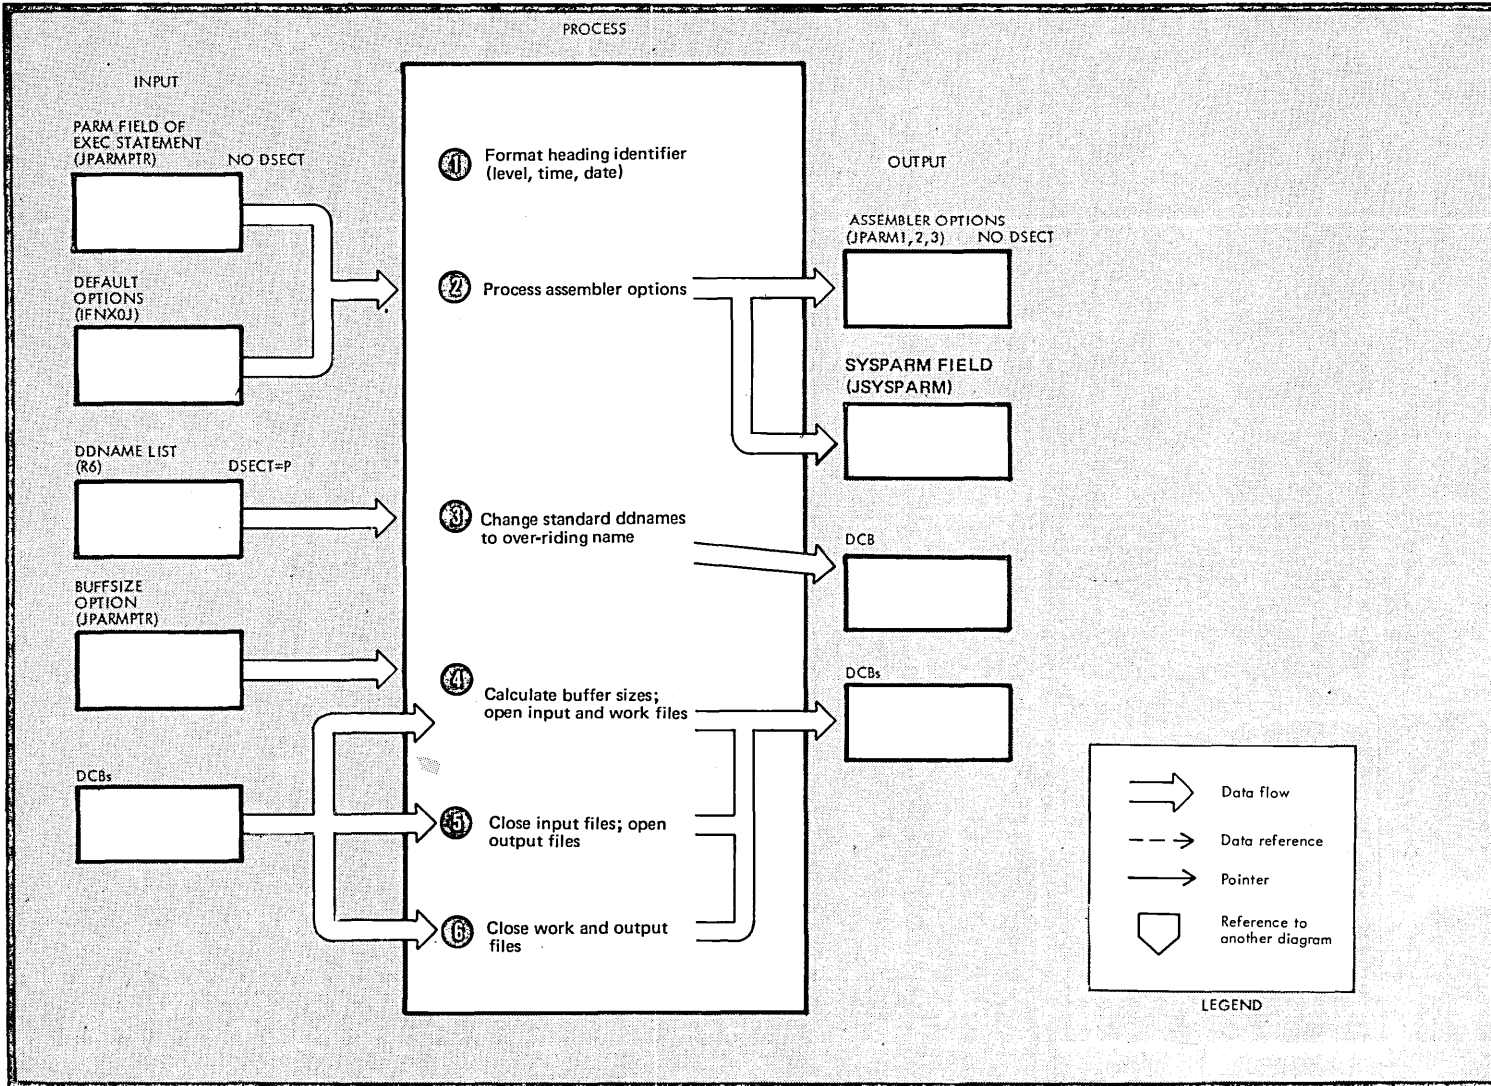 PROCESS
INPUT
PARM FIELD OF
EXEC STATEMENT
(JPARMPTR) NO DSECT
DEFAULT
OPTIONS
(IFNX0J)
DDNAME LIST
(R6) DSECT=P
BUFFSIZE
OPTION
(JPARMPTR)
DCBs
1 Format heading identifier
(level, time, date)
2 Process assembler options
3 Change standard ddnames
to over-riding name
4 Calculate buffer sizes;
open input and work files
5 Close input files; open
output files
6 Close work and output
files
OUTPUT
ASSEMBLER OPTIONS
(JPARM1,2,3) NO DSECT
SYSPARM FIELD
(JSYSPARM)
DCB
DCBs
Data flow
Data reference
Pointer
Reference to
another diagram
LEGEND